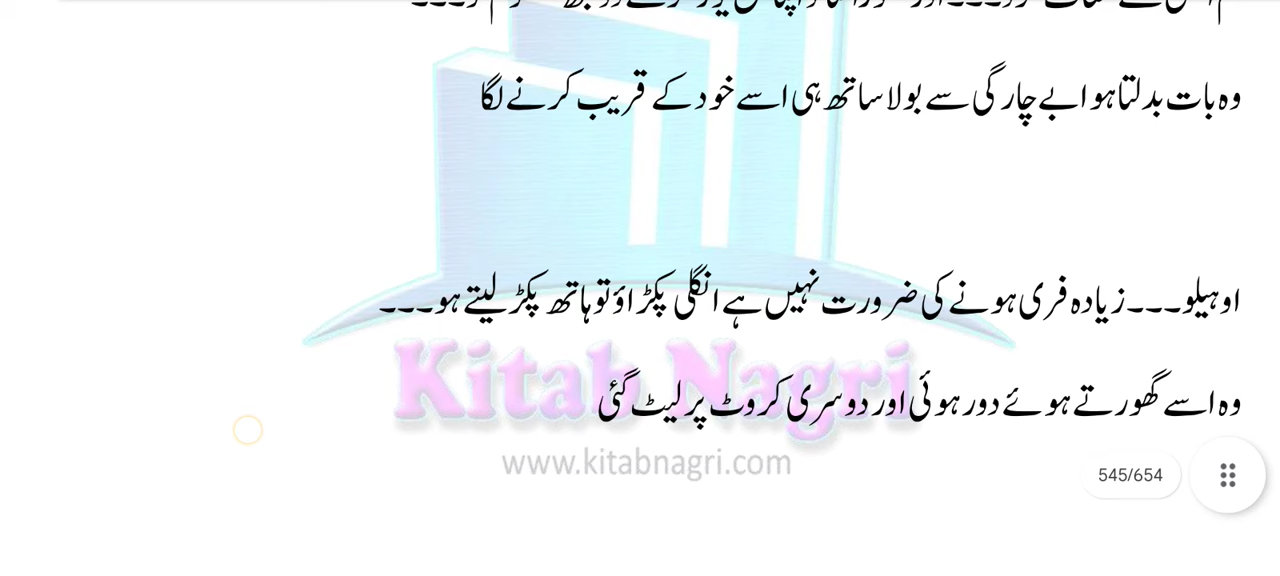 وہ بات بدلتا ہوا بے چارگی سے بولا ساتھ ہی اسے خود کے قریب کرنے لگا
او ہیلو۔۔۔ زیادہ فری ہونے کی ضرورت نہیں ہے انگلی پکڑاؤ تو ہاتھ پکڑ لیتے ہو۔۔۔
Kitab Nagri
وہ اسے گھورتے ہوئے دور ہوئی اور دوسری کروٹ پر لیٹ گئی
www.kitabnagri.com
545/654